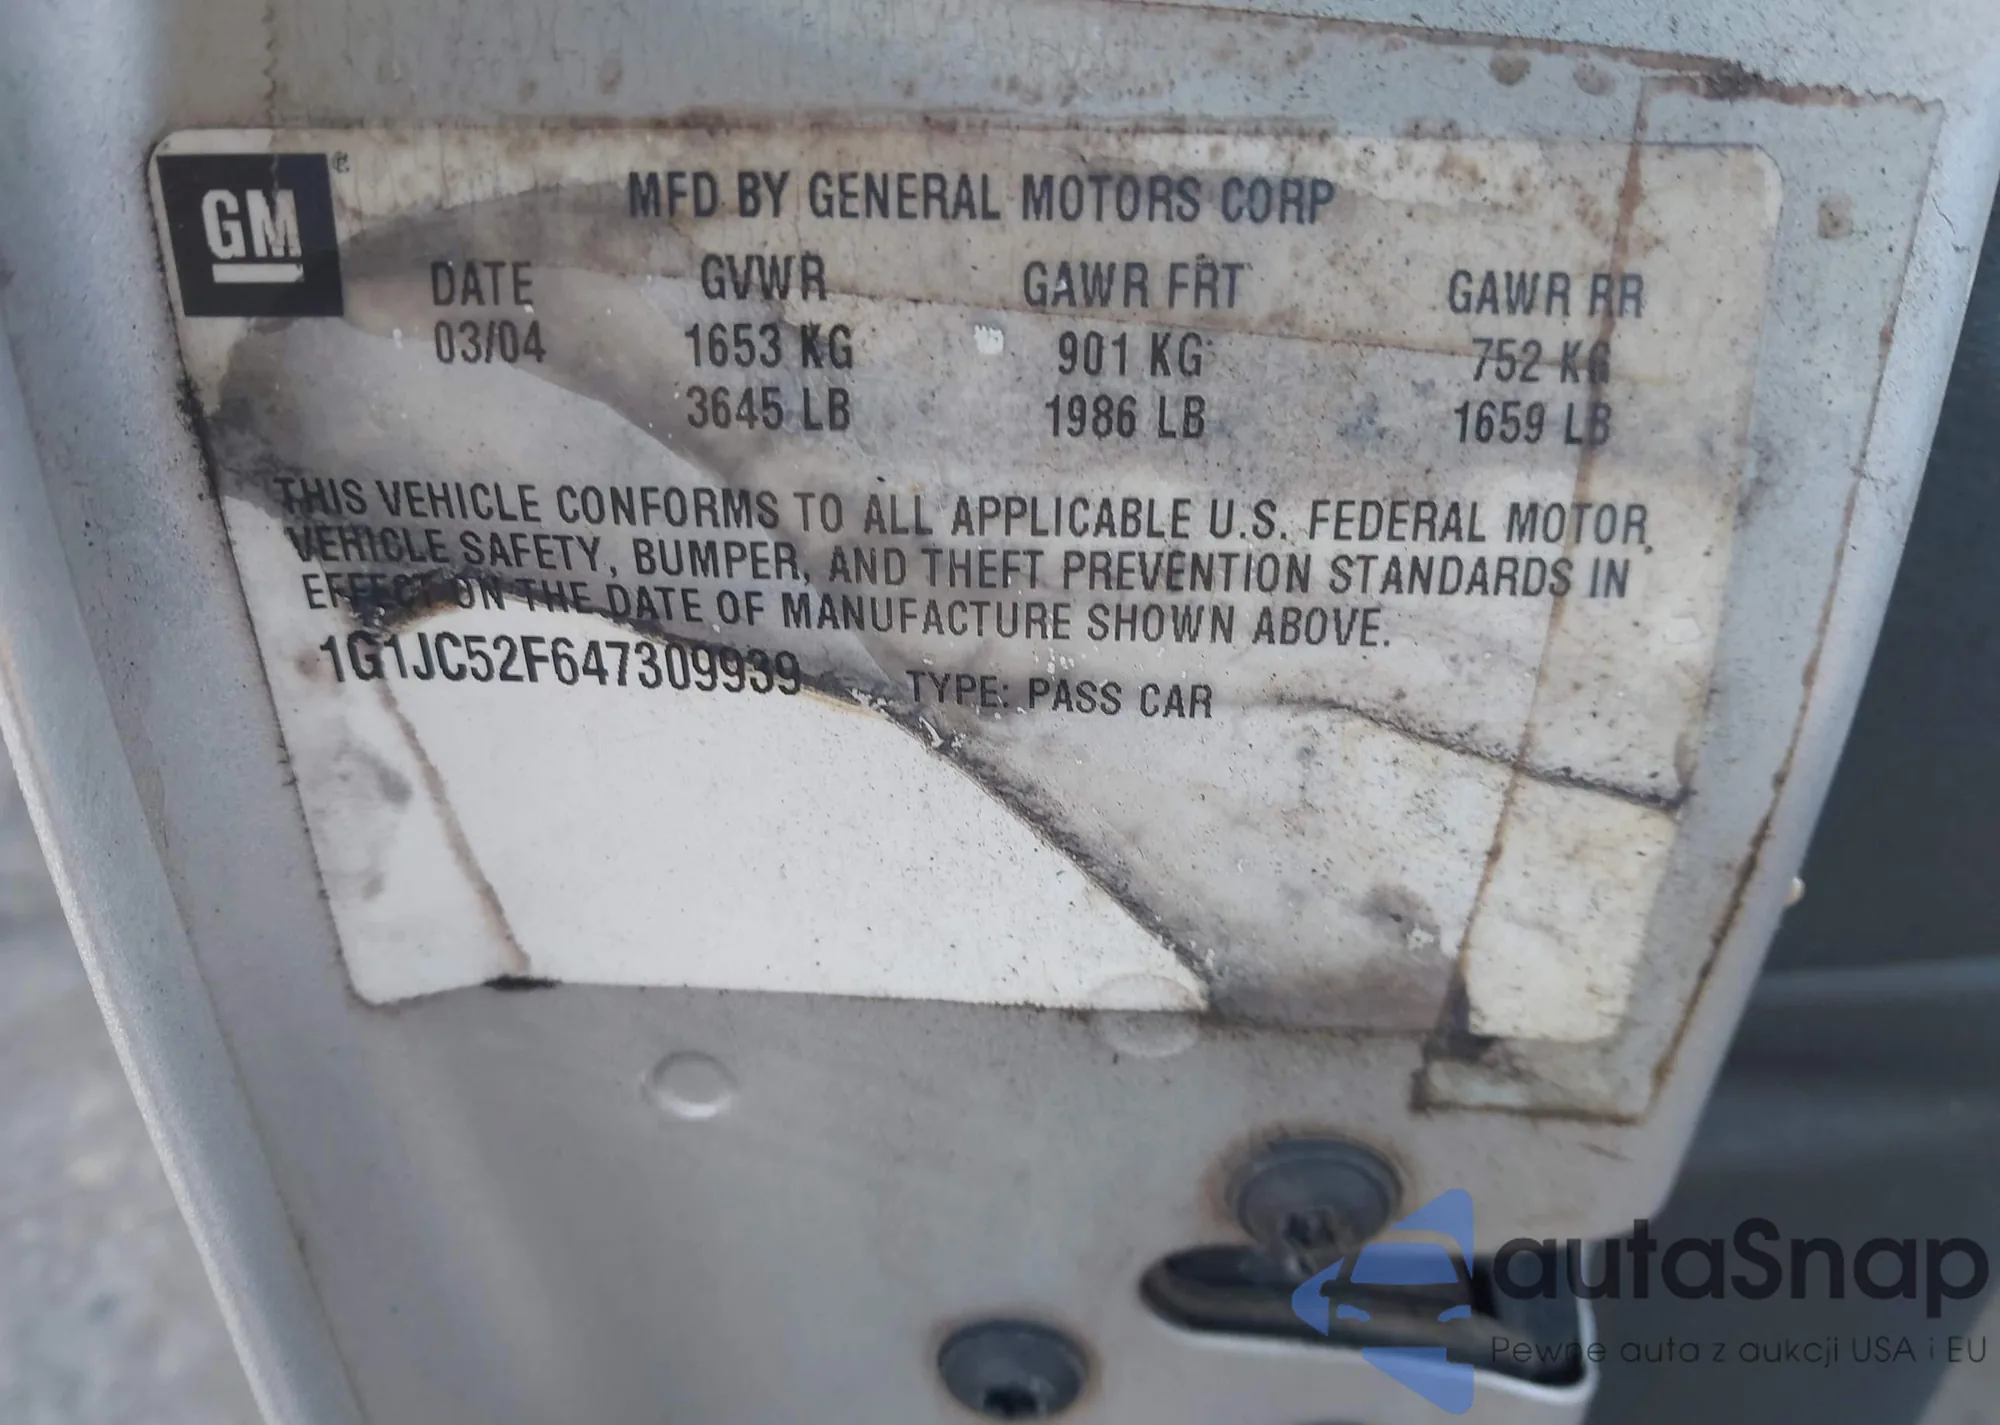 GM
MFD BY GENERAL MOTORS CORP
DATE GVWR GAWR FRT GAWR RR
03/04 1653 KG 901 KG 752 KG
3645 LB 1986 LB 1659 LB
THIS VEHICLE CONFORMS TO ALL APPLICABLE U.S. FEDERAL MOTOR
VEHICLE SAFETY, BUMPER, AND THEFT PREVENTION STANDARDS IN
EFFECT ON THE DATE OF MANUFACTURE SHOWN ABOVE.
1G1JC52F647309939 TYPE: PASS CAR
autaSnap
Pewne auta z aukcji USA i EU